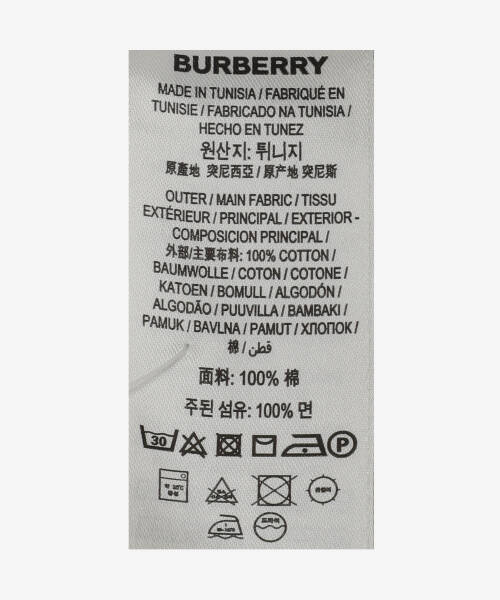 BURBERRY
MADE IN TUNISIA / FABRIQUÉ EN
TUNISIE / FABRICADO NA TUNISIA /
HECHO EN TUNEZ
원산지: 튀니지
原產地 突尼西亞 / 原产地 突尼斯
OUTER / MAIN FABRIC / TISSU
EXTÉRIEUR / PRINCIPAL / EXTERIOR -
COMPOSICION PRINCIPAL /
外部/主要布料: 100% COTTON /
BAUMWOLLE / COTON / COTONE /
KATOEN / BOMULL / ALGODÓN /
ALGODÃO / PUUVILLA / BAMBAKI /
PAMUK / BAVLNA / PAMUT / ХЛОПОК /
棉 / قطن
面料: 100% 棉
주된 섬유: 100% 면
30 P